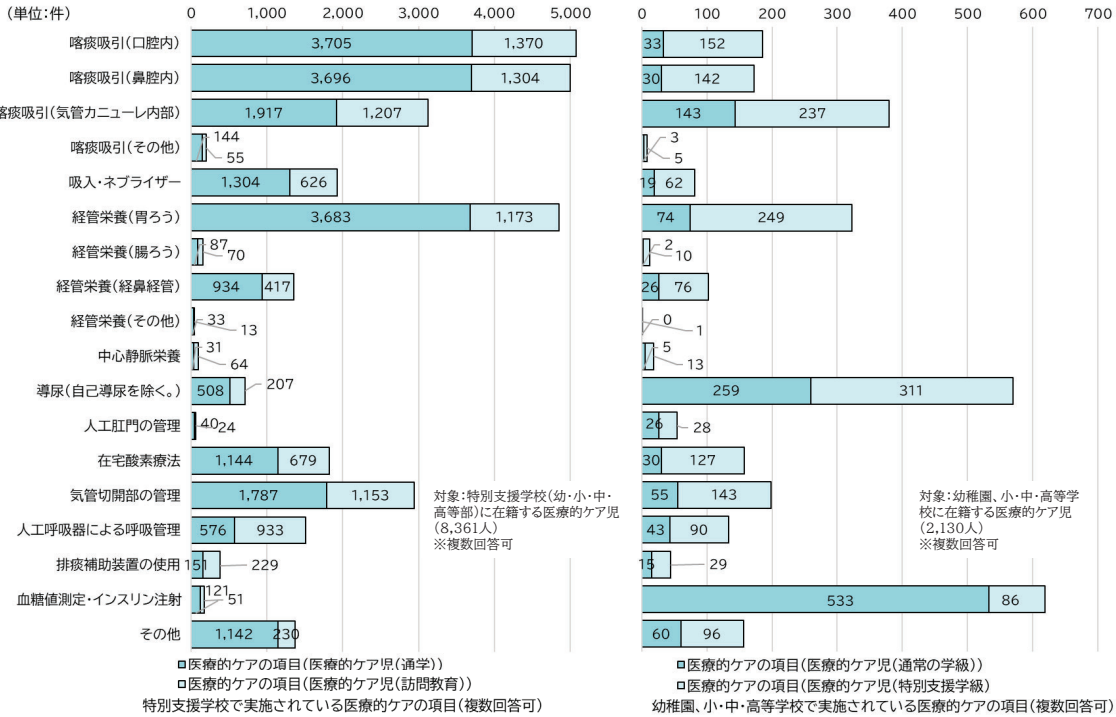 (単位:件)
0 1,000 2,000 3,000 4,000 5,000
0 100 200 300 400 500 600 700
喀痰吸引(口腔内) 3,705 1,370 33 152
喀痰吸引(鼻腔内) 3,696 1,304 30 142
喀痰吸引(気管カニューレ内部) 1,917 1,207 143 237
喀痰吸引(その他) 144 55 3 5
吸入・ネブライザー 1,304 626 19 62
経管栄養(胃ろう) 3,683 1,173 74 249
経管栄養(腸ろう) 87 70 2 10
経管栄養(経鼻経管) 934 417 26 76
経管栄養(その他) 33 13 0 1
中心静脈栄養 31 64 5 13
導尿(自己導尿を除く。) 508 207 259 311
人工肛門の管理 40 24 26 28
在宅酸素療法 1,144 679 30 127
気管切開部の管理 1,787 1,153 55 143
人工呼吸器による呼吸管理 576 933 43 90
排痰補助装置の使用 151 229 15 29
血糖値測定・インスリン注射 121 51 533 86
その他 1,142 230 60 96
対象:特別支援学校(幼・小・中・
高等部)に在籍する医療的ケア児
(8,361人)
※複数回答可
対象:幼稚園、小・中・高等学
校に在籍する医療的ケア児
(2,130人)
※複数回答可
医療的ケアの項目(医療的ケア児(通学))
医療的ケアの項目(医療的ケア児(訪問教育))
特別支援学校で実施されている医療的ケアの項目(複数回答可)
医療的ケアの項目(医療的ケア児(通常の学級))
医療的ケアの項目(医療的ケア児(特別支援学級)
幼稚園、小・中・高等学校で実施されている医療的ケアの項目(複数回答可)